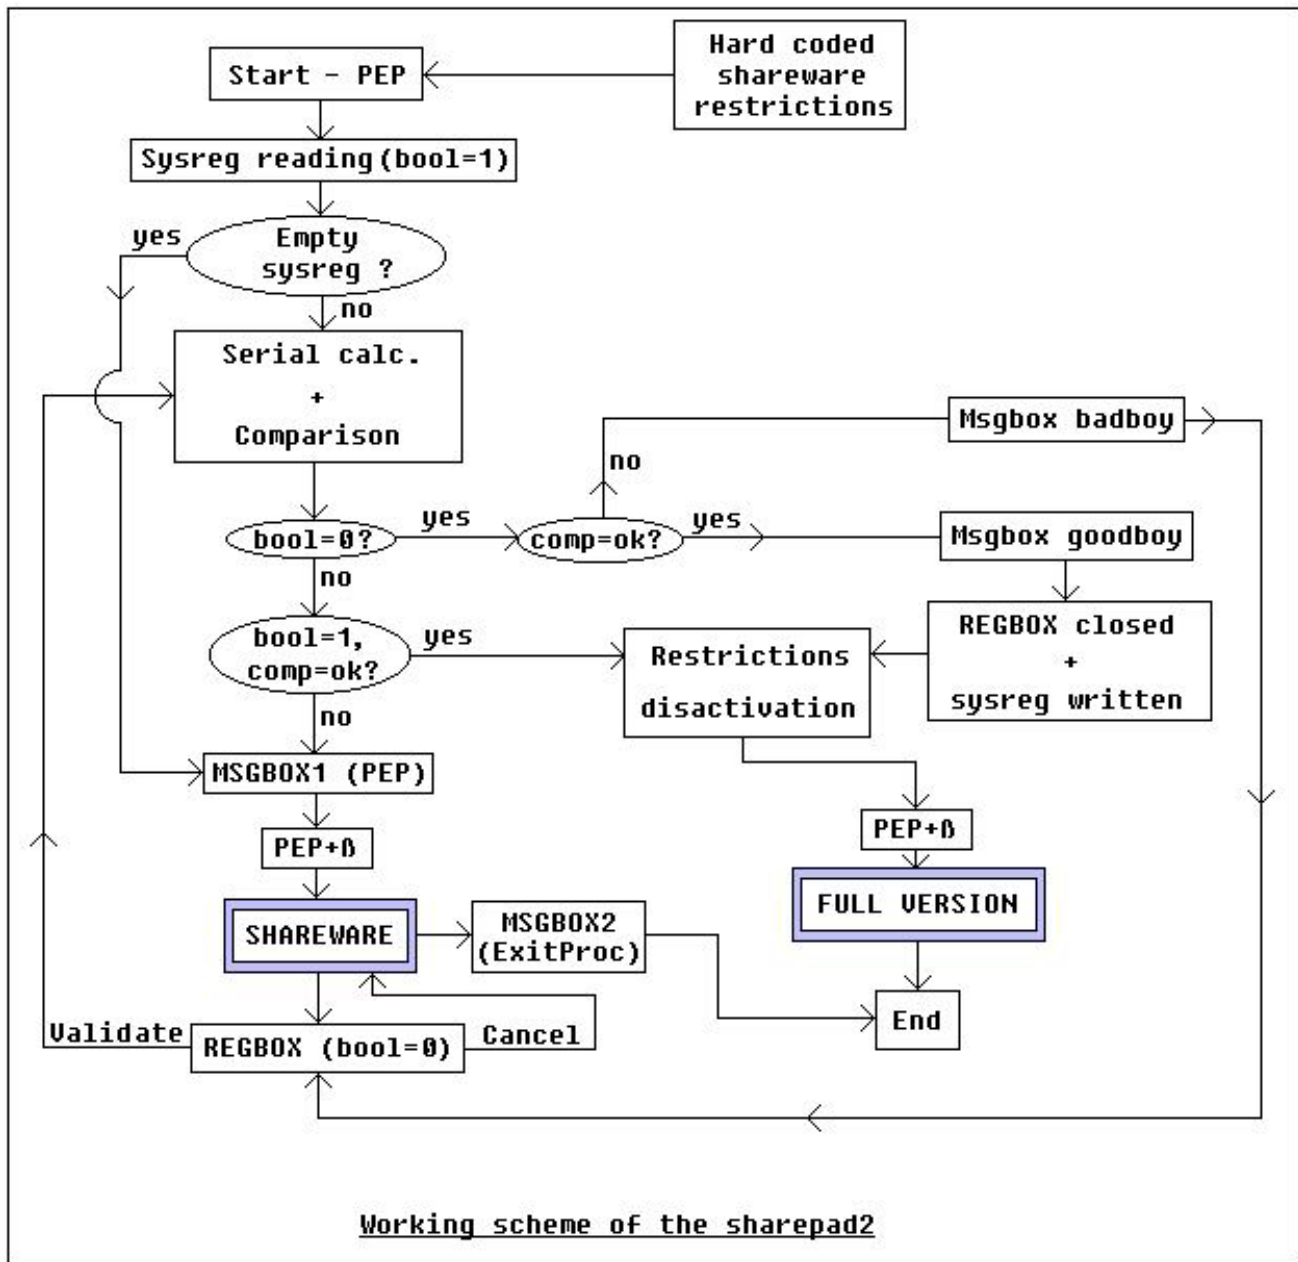 Hard coded
shareware
restrictions
Start - PEP
Sysreg reading(bool=1)
yes
Empty
sysreg ?
no
Serial calc.
+
Comparison
Msgbox badboy
no
bool=0?
yes
comp=ok?
yes
Msgbox goodboy
no
bool=1,
comp=ok?
yes
Restrictions
disactivation
REGBOX closed
+
sysreg written
no
MSGBOX1 (PEP)
PEP+ß
PEP+ß
SHAREWARE
MSGBOX2
(ExitProc)
FULL VERSION
End
Validate
REGBOX (bool=0)
Cancel
Working scheme of the sharepad2